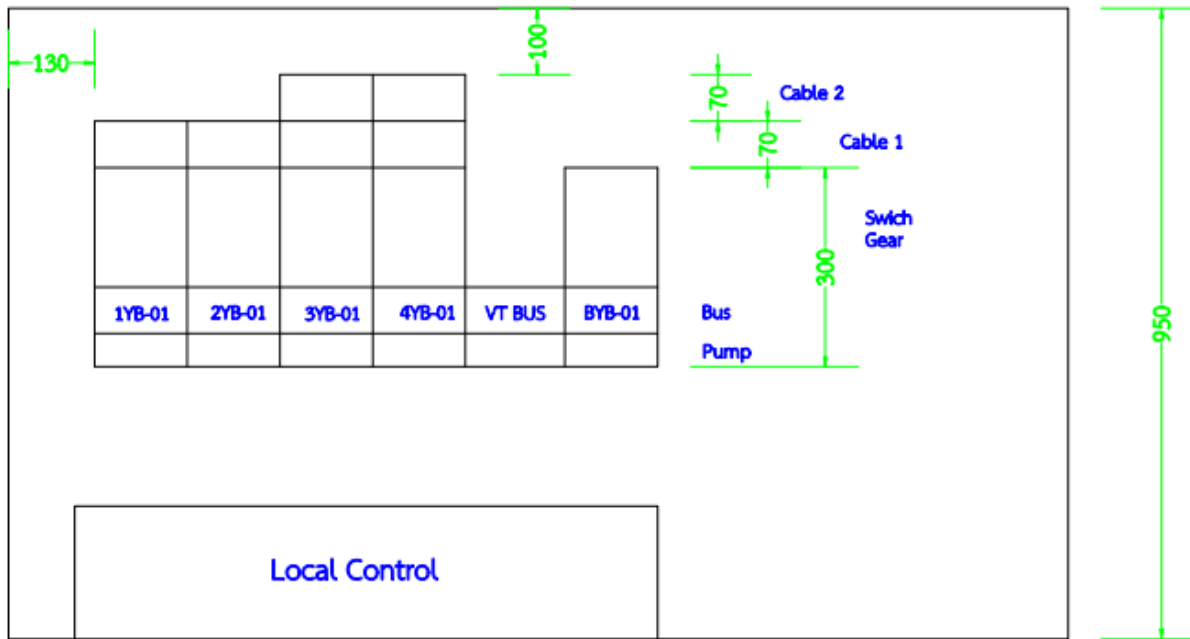 130
100
70
Cable 2
70
Cable 1
Swich
Gear
300
1YB-01
2YB-01
3YB-01
4YB-01
VT BUS
BYB-01
Bus
Pump
950
Local Control